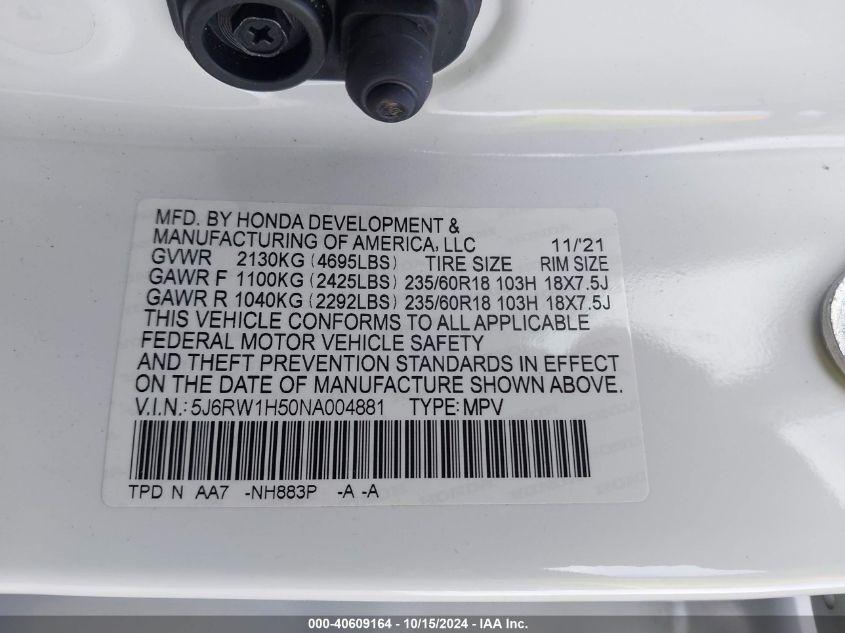 MFD. BY HONDA DEVELOPMENT &
MANUFACTURING OF AMERICA, LLC 11/'21
GVWR 2130KG (4695LBS) TIRE SIZE RIM SIZE
GAWR F 1100KG (2425LBS) 235/60R18 103H 18X7.5J
GAWR R 1040KG (2292LBS) 235/60R18 103H 18X7.5J
THIS VEHICLE CONFORMS TO ALL APPLICABLE
FEDERAL MOTOR VEHICLE SAFETY
AND THEFT PREVENTION STANDARDS IN EFFECT
ON THE DATE OF MANUFACTURE SHOWN ABOVE.
V.I.N.: 5J6RW1H50NA004881 TYPE: MPV
TPD N AA7 -NH883P -A -A
000-40609164 - 10/15/2024 - IAA Inc.